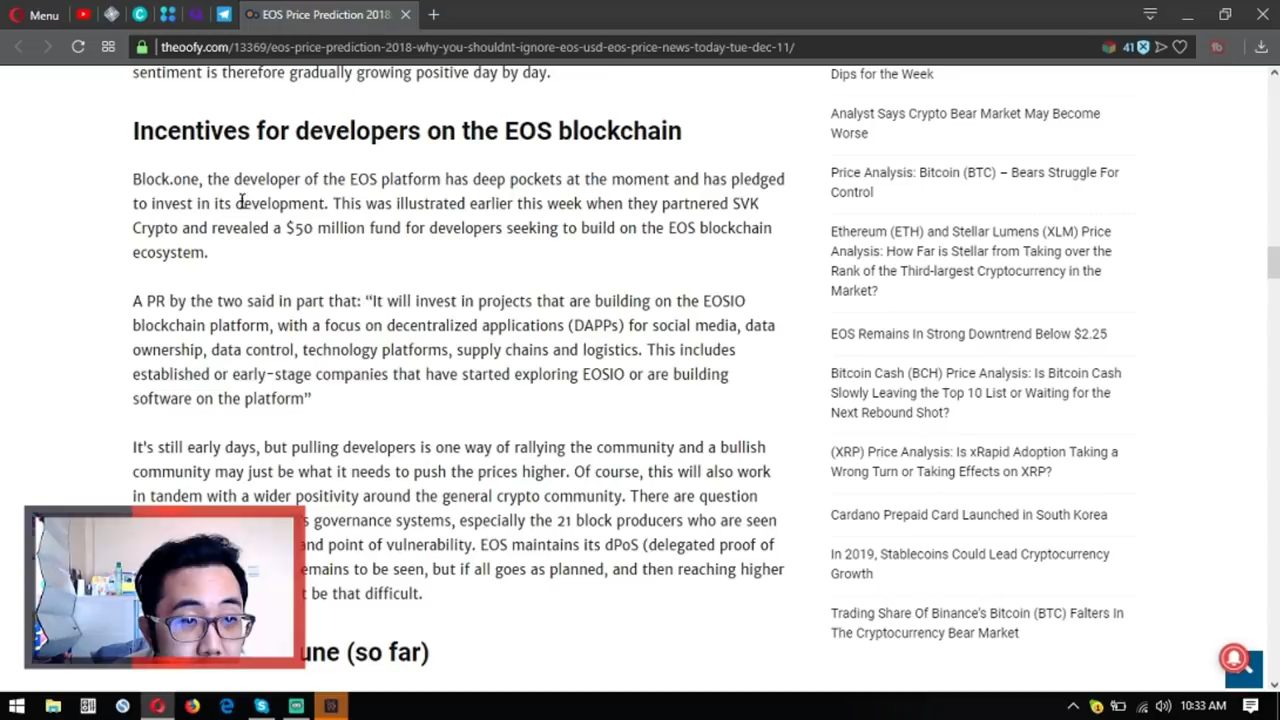 Menu
EOS Price Prediction 2018
theoofy.com/13369/eos-price-prediction-2018-why-you-shouldnt-ignore-eos-usd-eos-price-news-today-tue-dec-11/
41
sentiment is therefore gradually growing positive day by day.
Incentives for developers on the EOS blockchain
Block.one, the developer of the EOS platform has deep pockets at the moment and has pledged
to invest in its development. This was illustrated earlier this week when they partnered SVK
Crypto and revealed a $50 million fund for developers seeking to build on the EOS blockchain
ecosystem.
A PR by the two said in part that: “It will invest in projects that are building on the EOSIO
blockchain platform, with a focus on decentralized applications (DAPPs) for social media, data
ownership, data control, technology platforms, supply chains and logistics. This includes
established or early-stage companies that have started exploring EOSIO or are building
software on the platform”
It's still early days, but pulling developers is one way of rallying the community and a bullish
community may just be what it needs to push the prices higher. Of course, this will also work
in tandem with a wider positivity around the general crypto community. There are question
governance systems, especially the 21 block producers who are seen
and point of vulnerability. EOS maintains its dPoS (delegated proof of
emains to be seen, but if all goes as planned, and then reaching higher
be that difficult.
une (so far)
Dips for the Week
Analyst Says Crypto Bear Market May Become
Worse
Price Analysis: Bitcoin (BTC) – Bears Struggle For
Control
Ethereum (ETH) and Stellar Lumens (XLM) Price
Analysis: How Far is Stellar from Taking over the
Rank of the Third-largest Cryptocurrency in the
Market?
EOS Remains In Strong Downtrend Below $2.25
Bitcoin Cash (BCH) Price Analysis: Is Bitcoin Cash
Slowly Leaving the Top 10 List or Waiting for the
Next Rebound Shot?
(XRP) Price Analysis: Is xRapid Adoption Taking a
Wrong Turn or Taking Effects on XRP?
Cardano Prepaid Card Launched in South Korea
In 2019, Stablecoins Could Lead Cryptocurrency
Growth
Trading Share Of Binance's Bitcoin (BTC) Falters In
The Cryptocurrency Bear Market
10:33 AM